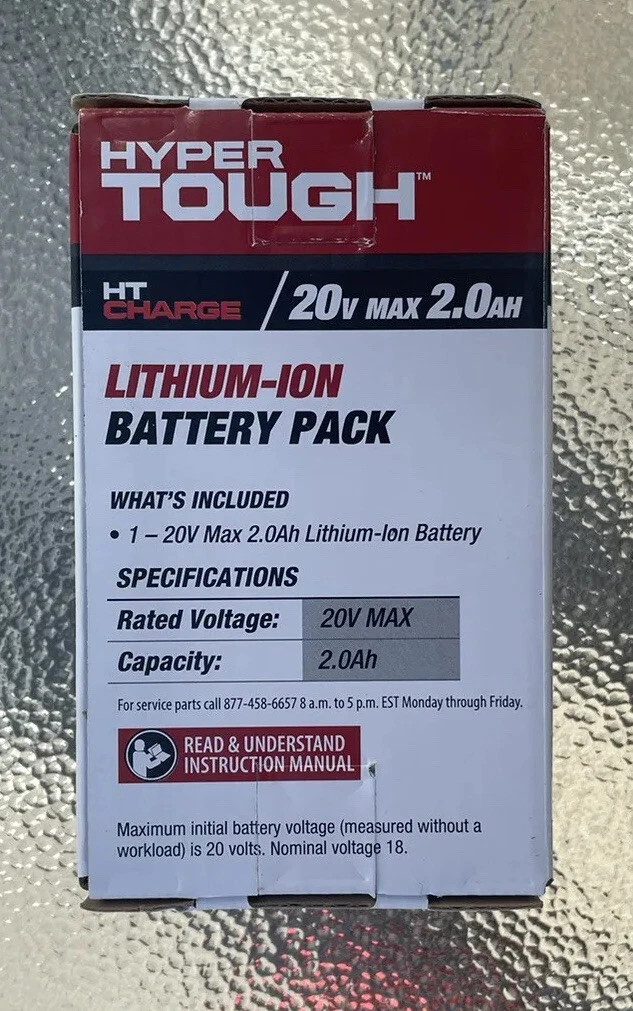 HYPER
TOUGH™
HT
CHARGE / 20V MAX 2.0AH
LITHIUM-ION
BATTERY PACK
WHAT'S INCLUDED
• 1 – 20V Max 2.0Ah Lithium-Ion Battery
SPECIFICATIONS
Rated Voltage: 20V MAX
Capacity: 2.0Ah
For service parts call 877-458-6657 8 a.m. to 5 p.m. EST Monday through Friday.
READ & UNDERSTAND
INSTRUCTION MANUAL
Maximum initial battery voltage (measured without a
workload) is 20 volts. Nominal voltage 18.